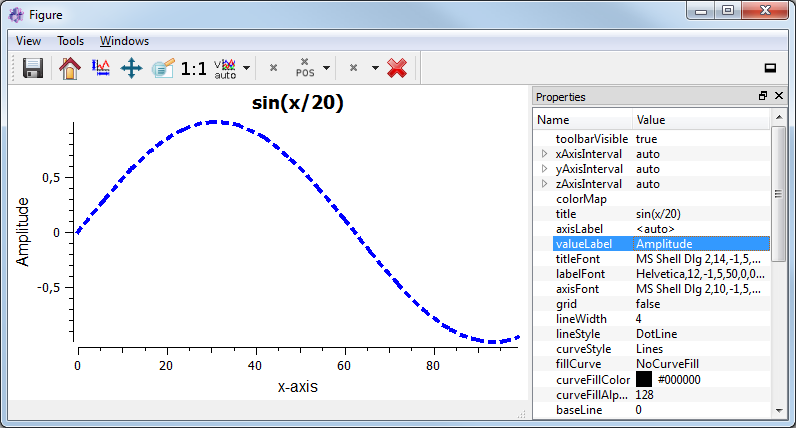 Figure
View Tools Windows
1:1 y|x auto × × POS ×
sin(x/20)
Amplitude
0,5
0
-0,5
0 20 40 60 80
x-axis
Properties
Name Value
toolbarVisible true
xAxisInterval auto
yAxisInterval auto
zAxisInterval auto
colorMap
title sin(x/20)
axisLabel <auto>
valueLabel Amplitude
titleFont MS Shell Dlg 2,14,-1,5,...
labelFont Helvetica,12,-1,5,50,0,0...
axisFont MS Shell Dlg 2,10,-1,5,...
grid false
lineWidth 4
lineStyle DotLine
curveStyle Lines
fillCurve NoCurveFill
curveFillColor #000000
curveFillAlp... 128
baseLine 0